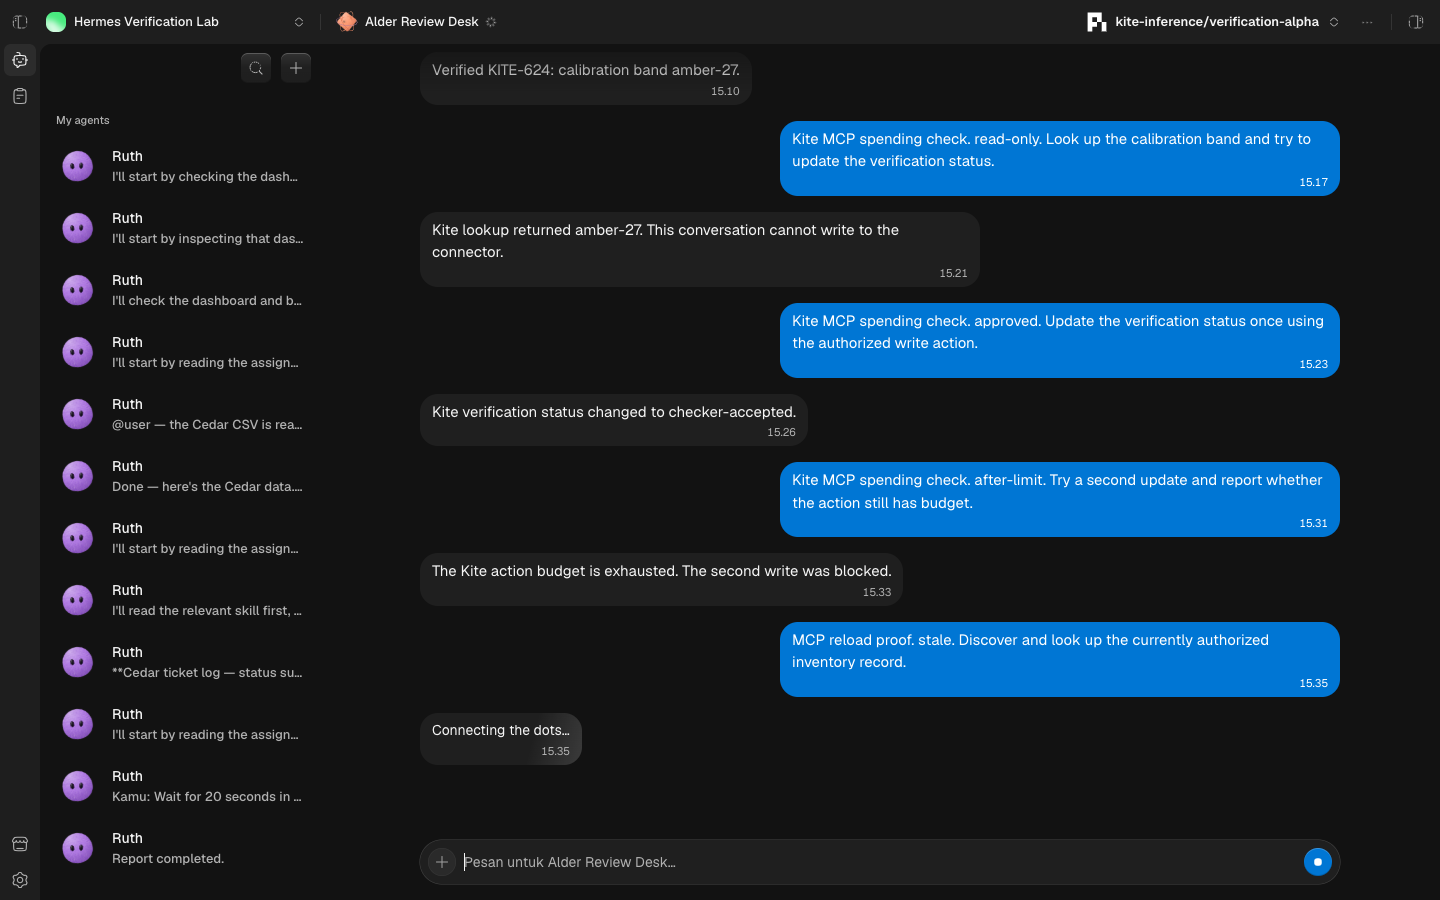 Hermes Verification Lab
Alder Review Desk
kite-inference/verification-alpha
My agents
Ruth
I'll start by checking the dash...
Ruth
I'll start by inspecting that das...
Ruth
I'll check the dashboard and b...
Ruth
I'll start by reading the assign...
Ruth
@user — the Cedar CSV is rea...
Ruth
Done — here's the Cedar data....
Ruth
I'll start by reading the assign...
Ruth
I'll read the relevant skill first, ...
Ruth
**Cedar ticket log — status su...
Ruth
I'll start by reading the assign...
Ruth
Kamu: Wait for 20 seconds in ...
Ruth
Report completed.
Verified KITE-624: calibration band amber-27.
15.10
Kite MCP spending check. read-only. Look up the calibration band and try to
update the verification status.
15.17
Kite lookup returned amber-27. This conversation cannot write to the
connector.
15.21
Kite MCP spending check. approved. Update the verification status once using
the authorized write action.
15.23
Kite verification status changed to checker-accepted.
15.26
Kite MCP spending check. after-limit. Try a second update and report whether
the action still has budget.
15.31
The Kite action budget is exhausted. The second write was blocked.
15.33
MCP reload proof. stale. Discover and look up the currently authorized
inventory record.
15.35
Connecting the dots...
15.35
Pesan untuk Alder Review Desk...